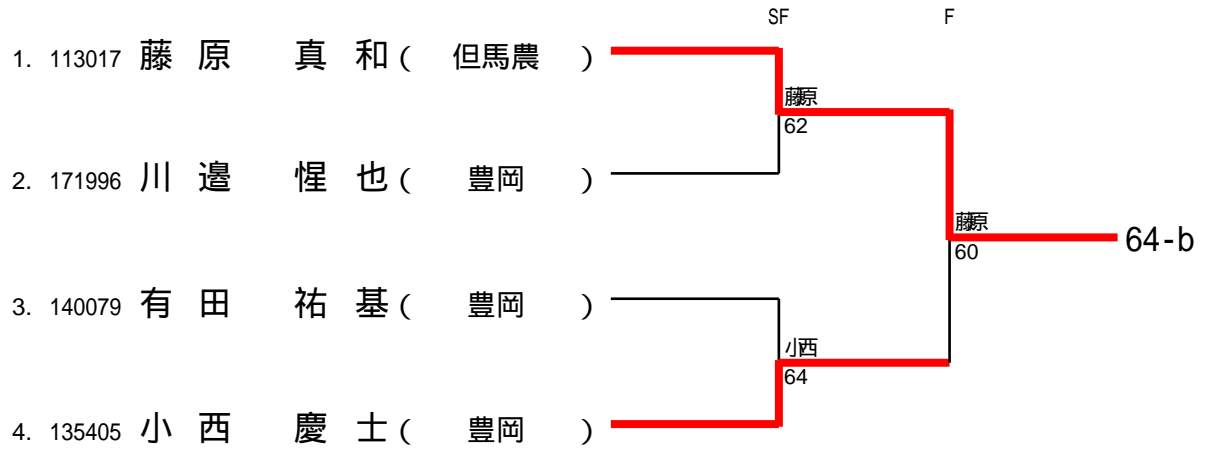 SF F
1. 113017 藤 原 真 和 ( 但馬農 )
藤原
62
2. 171996 川 邉 惺 也 ( 豊岡 )
藤原
60
64-b
3. 140079 有 田 祐 基 ( 豊岡 )
小西
64
4. 135405 小 西 慶 士 ( 豊岡 )